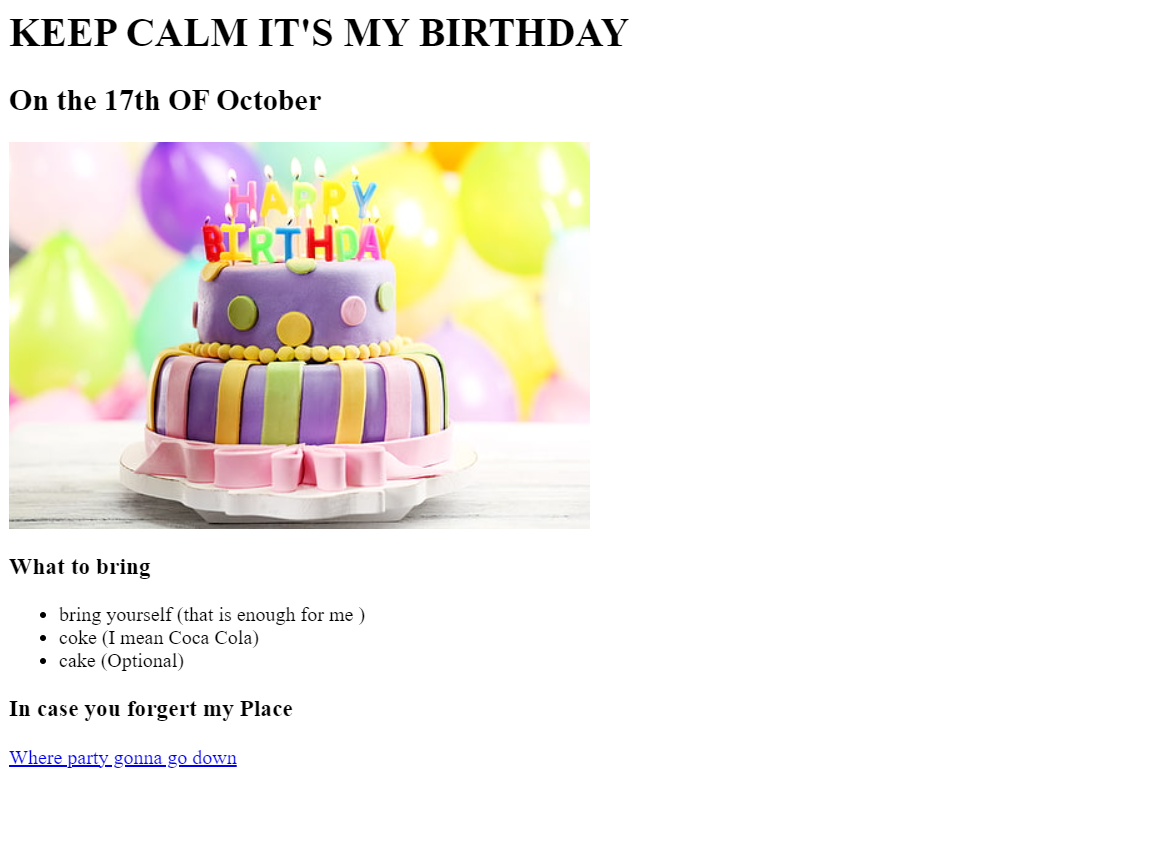 KEEP CALM IT'S MY BIRTHDAY
On the 17th OF October
HAPPY
BIRTHDAY
What to bring
bring yourself (that is enough for me )
coke (I mean Coca Cola)
cake (Optional)
In case you forgert my Place
Where party gonna go down